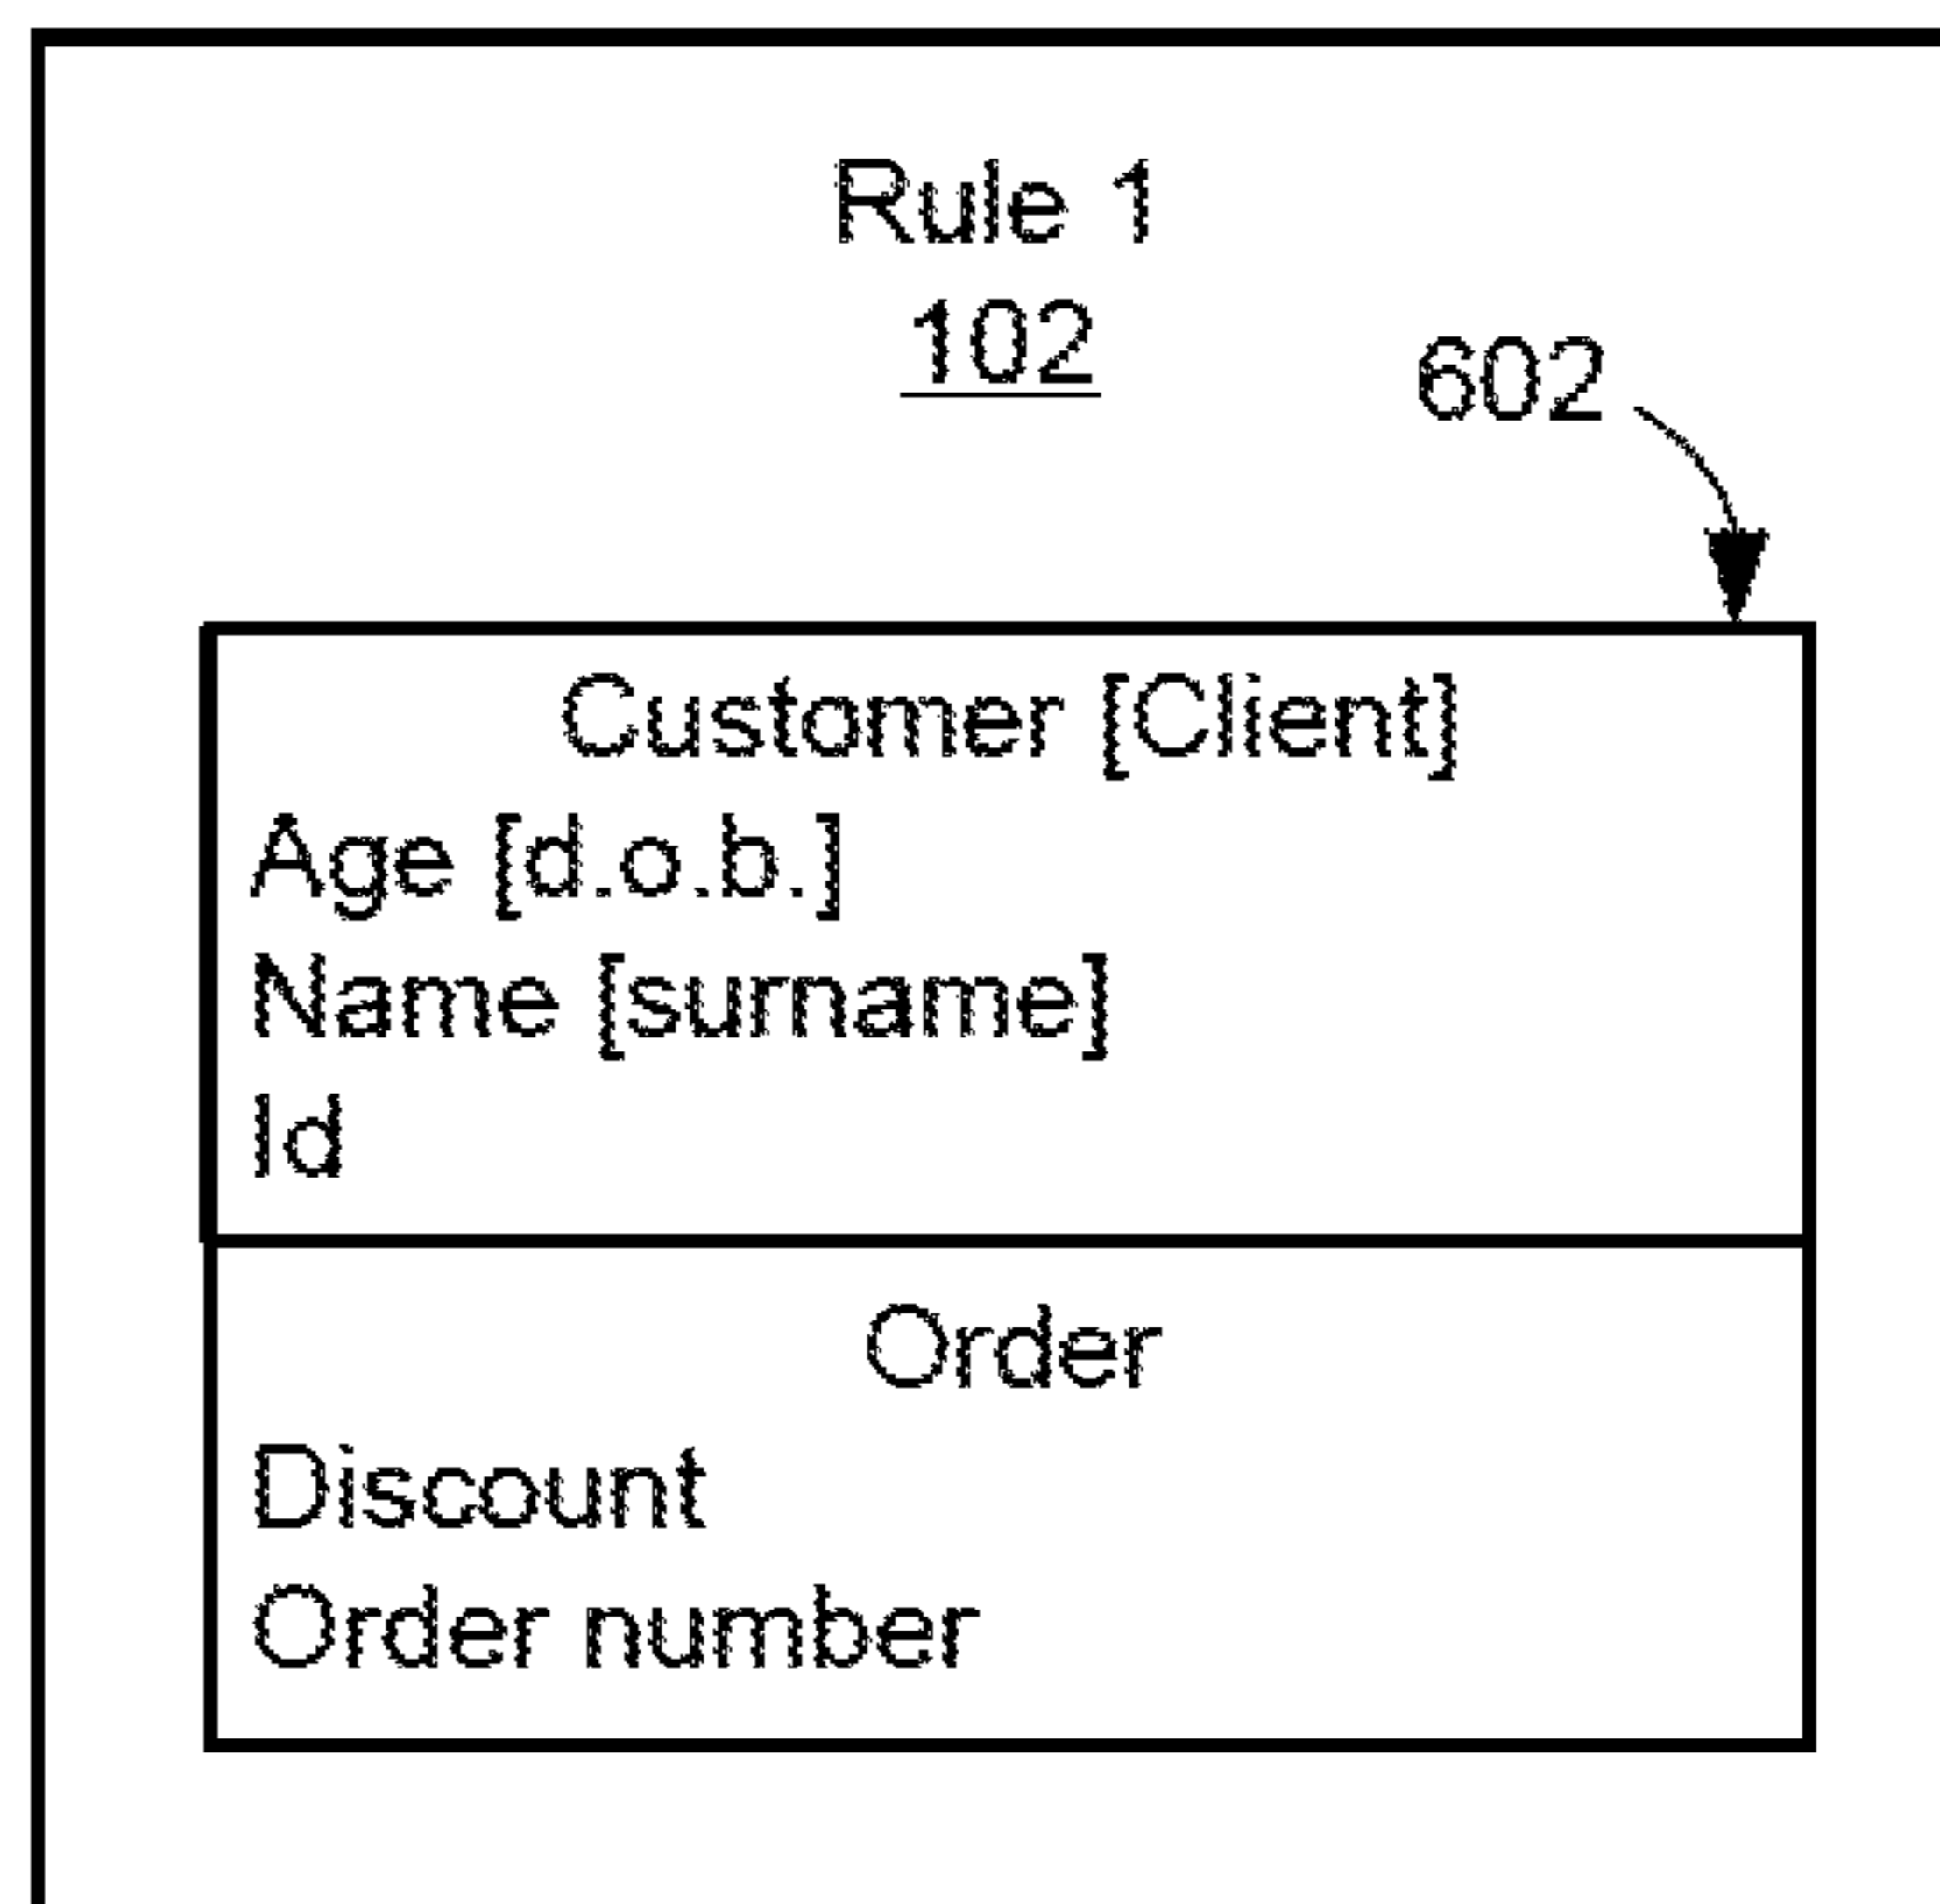 Rule 1
102
602
Customer [Client]
Age [d.o.b.]
Name [surname]
Id
Order
Discount
Order number